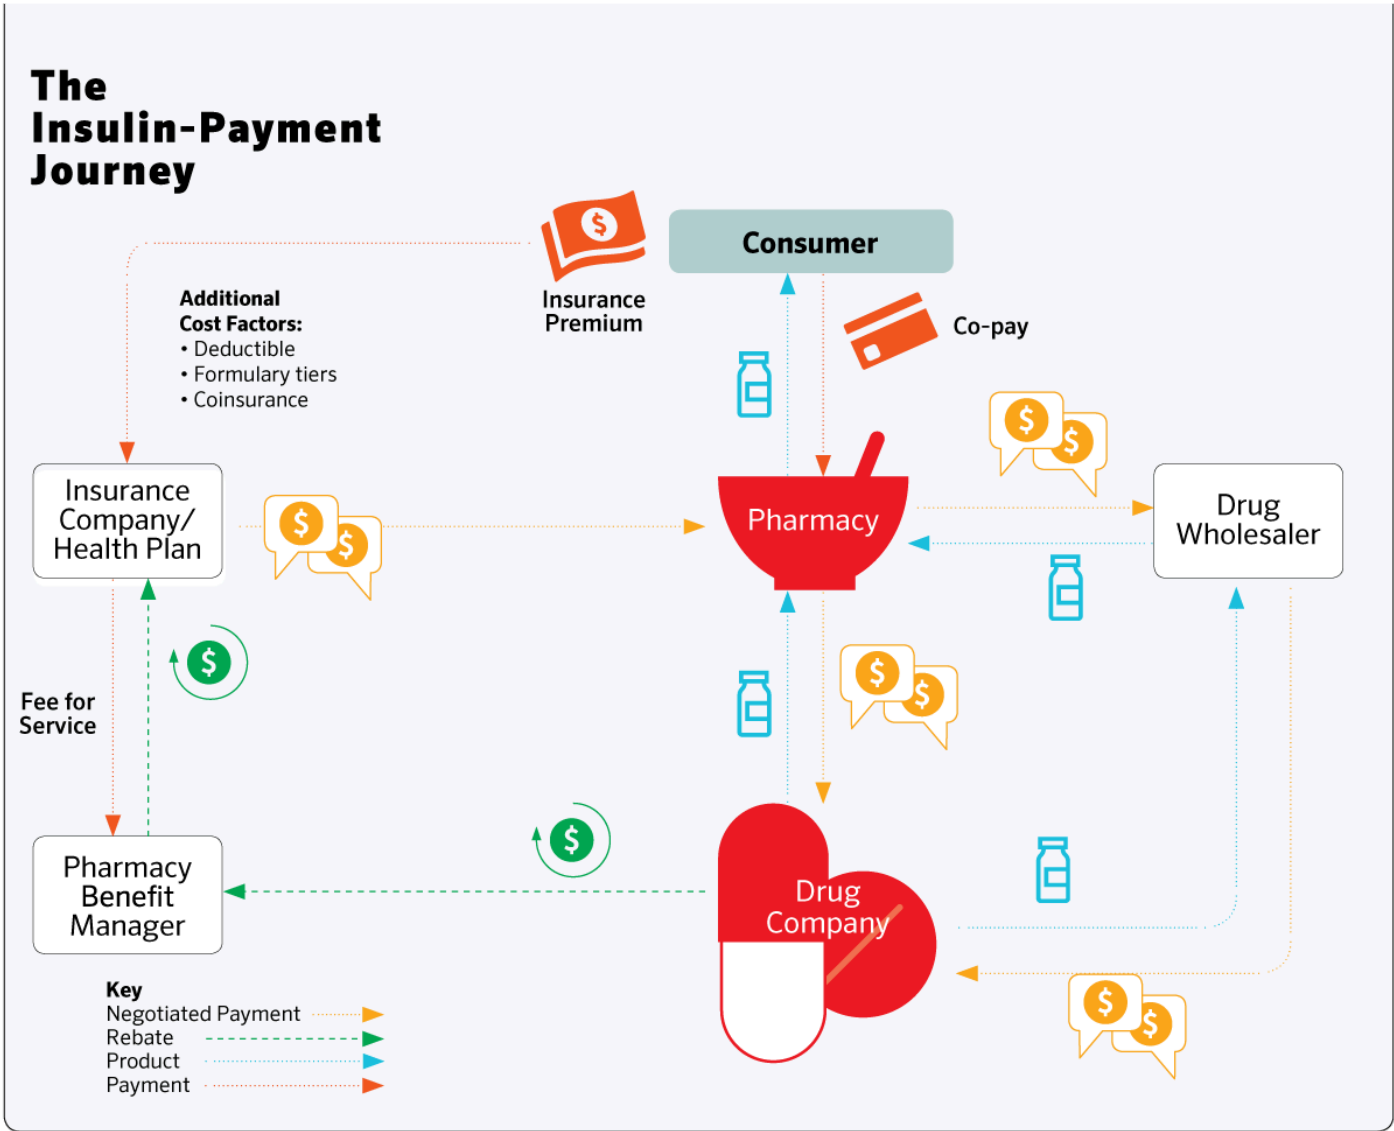 The
Insulin-Payment
Journey
Consumer
Insurance
Premium
Additional
Cost Factors:
• Deductible
• Formulary tiers
• Coinsurance
Co-pay
Insurance
Company/
Health Plan
Pharmacy
Drug
Wholesaler
Fee for
Service
Pharmacy
Benefit
Manager
Drug
Company
Key
Negotiated Payment
Rebate
Product
Payment
$
$
$
$
$
$
$
$
$
$
$